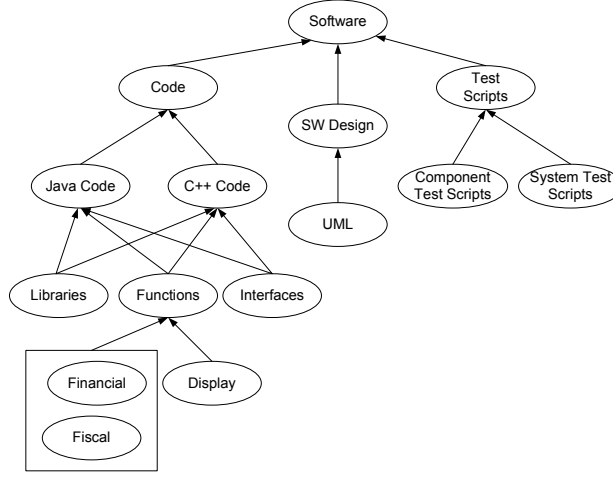 Software
Code
Test
Scripts
SW Design
Java Code
C++ Code
Component
Test Scripts
System Test
Scripts
UML
Libraries
Functions
Interfaces
Financial
Display
Fiscal